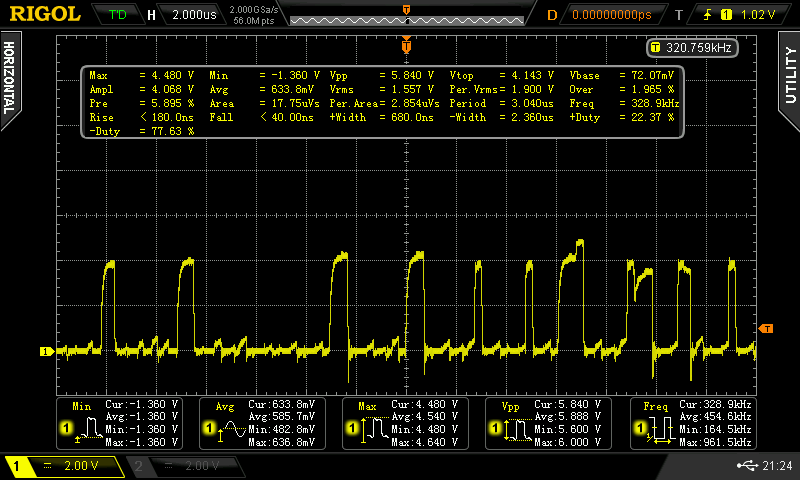 RIGOL T'D H 2.000us 2.000GSa/s D 0.00000000ps T 1 1.02 V
56.0M pts
T
HORIZONTAL
UTILITY
T 320.759kHz
Max = 4.480 V Min = -1.360 V Vpp = 5.840 V Vtop = 4.143 V Vbase = 72.07mV
Ampl = 4.068 V Avg = 633.8mV Vrms = 1.557 V Per.Vrms= 1.900 V Over = 1.965 %
Pre = 5.895 % Area = 17.75uVs Per.Area= 2.854uVs Period = 3.040us Freq = 328.9kHz
Rise < 180.0ns Fall < 40.00ns +Width = 680.0ns -Width = 2.360us +Duty = 22.37 %
-Duty = 77.63 %
T
1
Min Cur:-1.360 V Avg Cur:633.8mV Max Cur:4.480 V Vpp Cur:5.840 V Freq Cur:328.9kHz
Avg:-1.360 V Avg:585.7mV Avg:4.540 V Avg:5.888 V Avg:454.6kHz
1 Min:-1.360 V 1 Min:482.8mV 1 Min:4.480 V 1 Min:5.600 V 1 Min:164.5kHz
Max:-1.360 V Max:636.8mV Max:4.640 V Max:6.000 V Max:961.5kHz
1 2.00 V 2 2.00 V 21:24